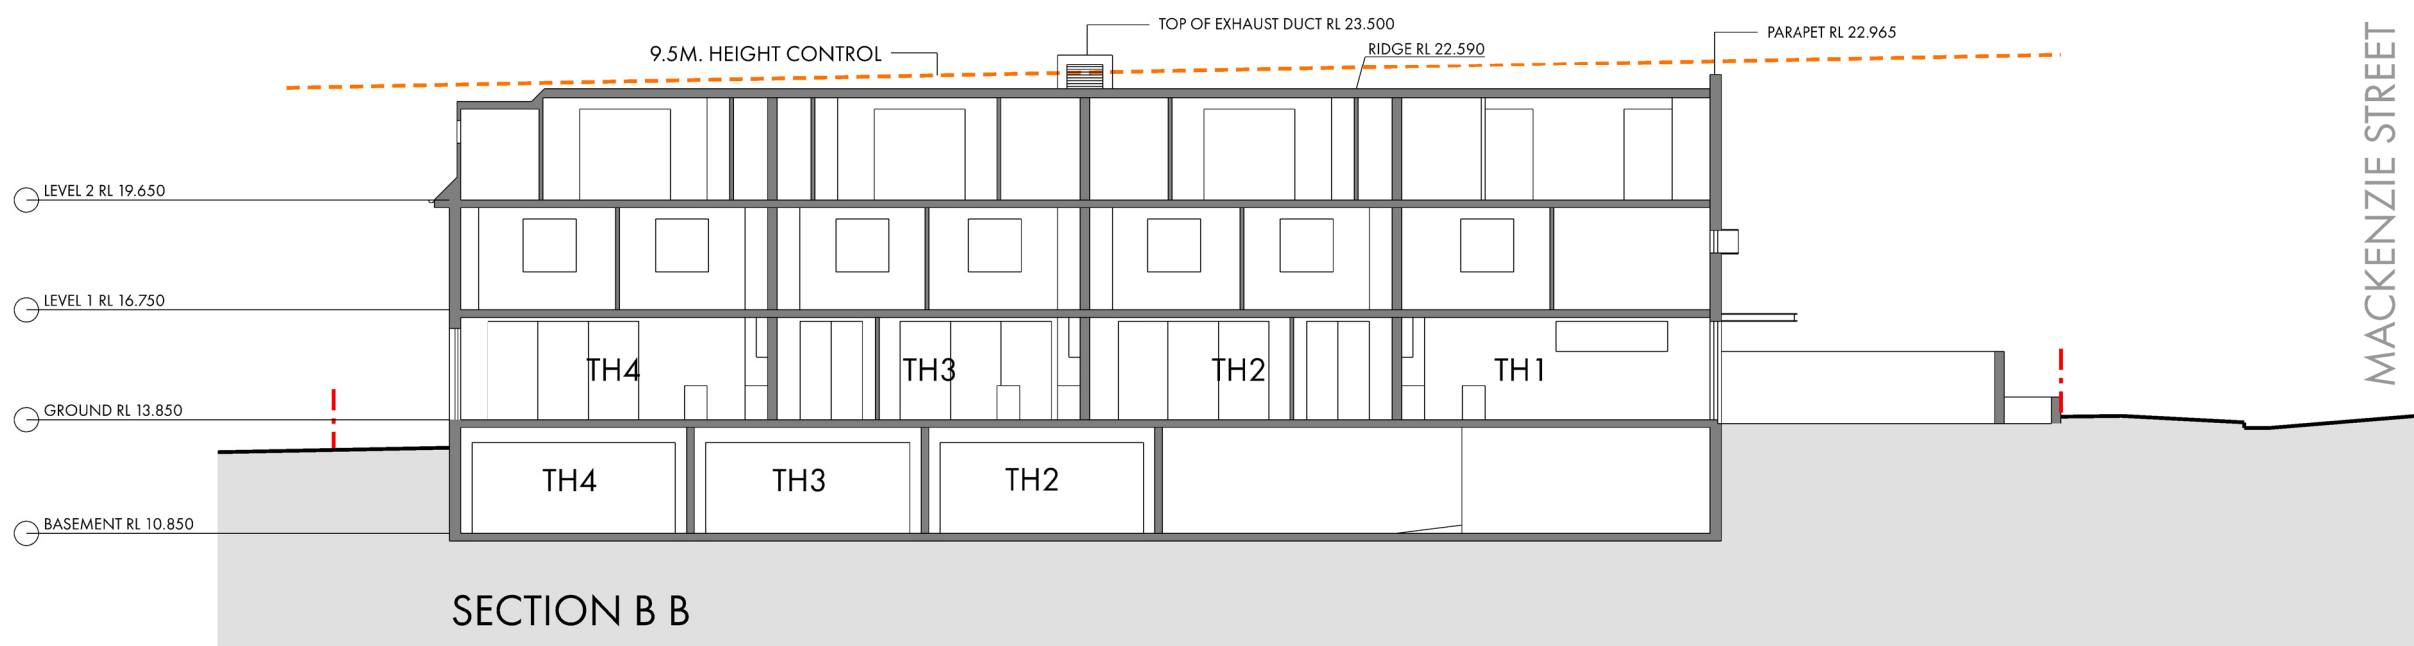 TOP OF EXHAUST DUCT RL 23.500
PARAPET RL 22.965
9.5M. HEIGHT CONTROL
RIDGE RL 22.590
MACKENZIE STREET
LEVEL 2 RL 19.650
LEVEL 1 RL 16.750
TH4
TH3
TH2
TH1
GROUND RL 13.850
TH4
TH3
TH2
BASEMENT RL 10.850
SECTION B B